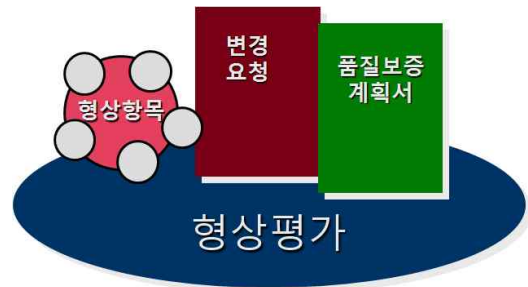 형상항목
변경
요청
품질보증
계획서
형상평가